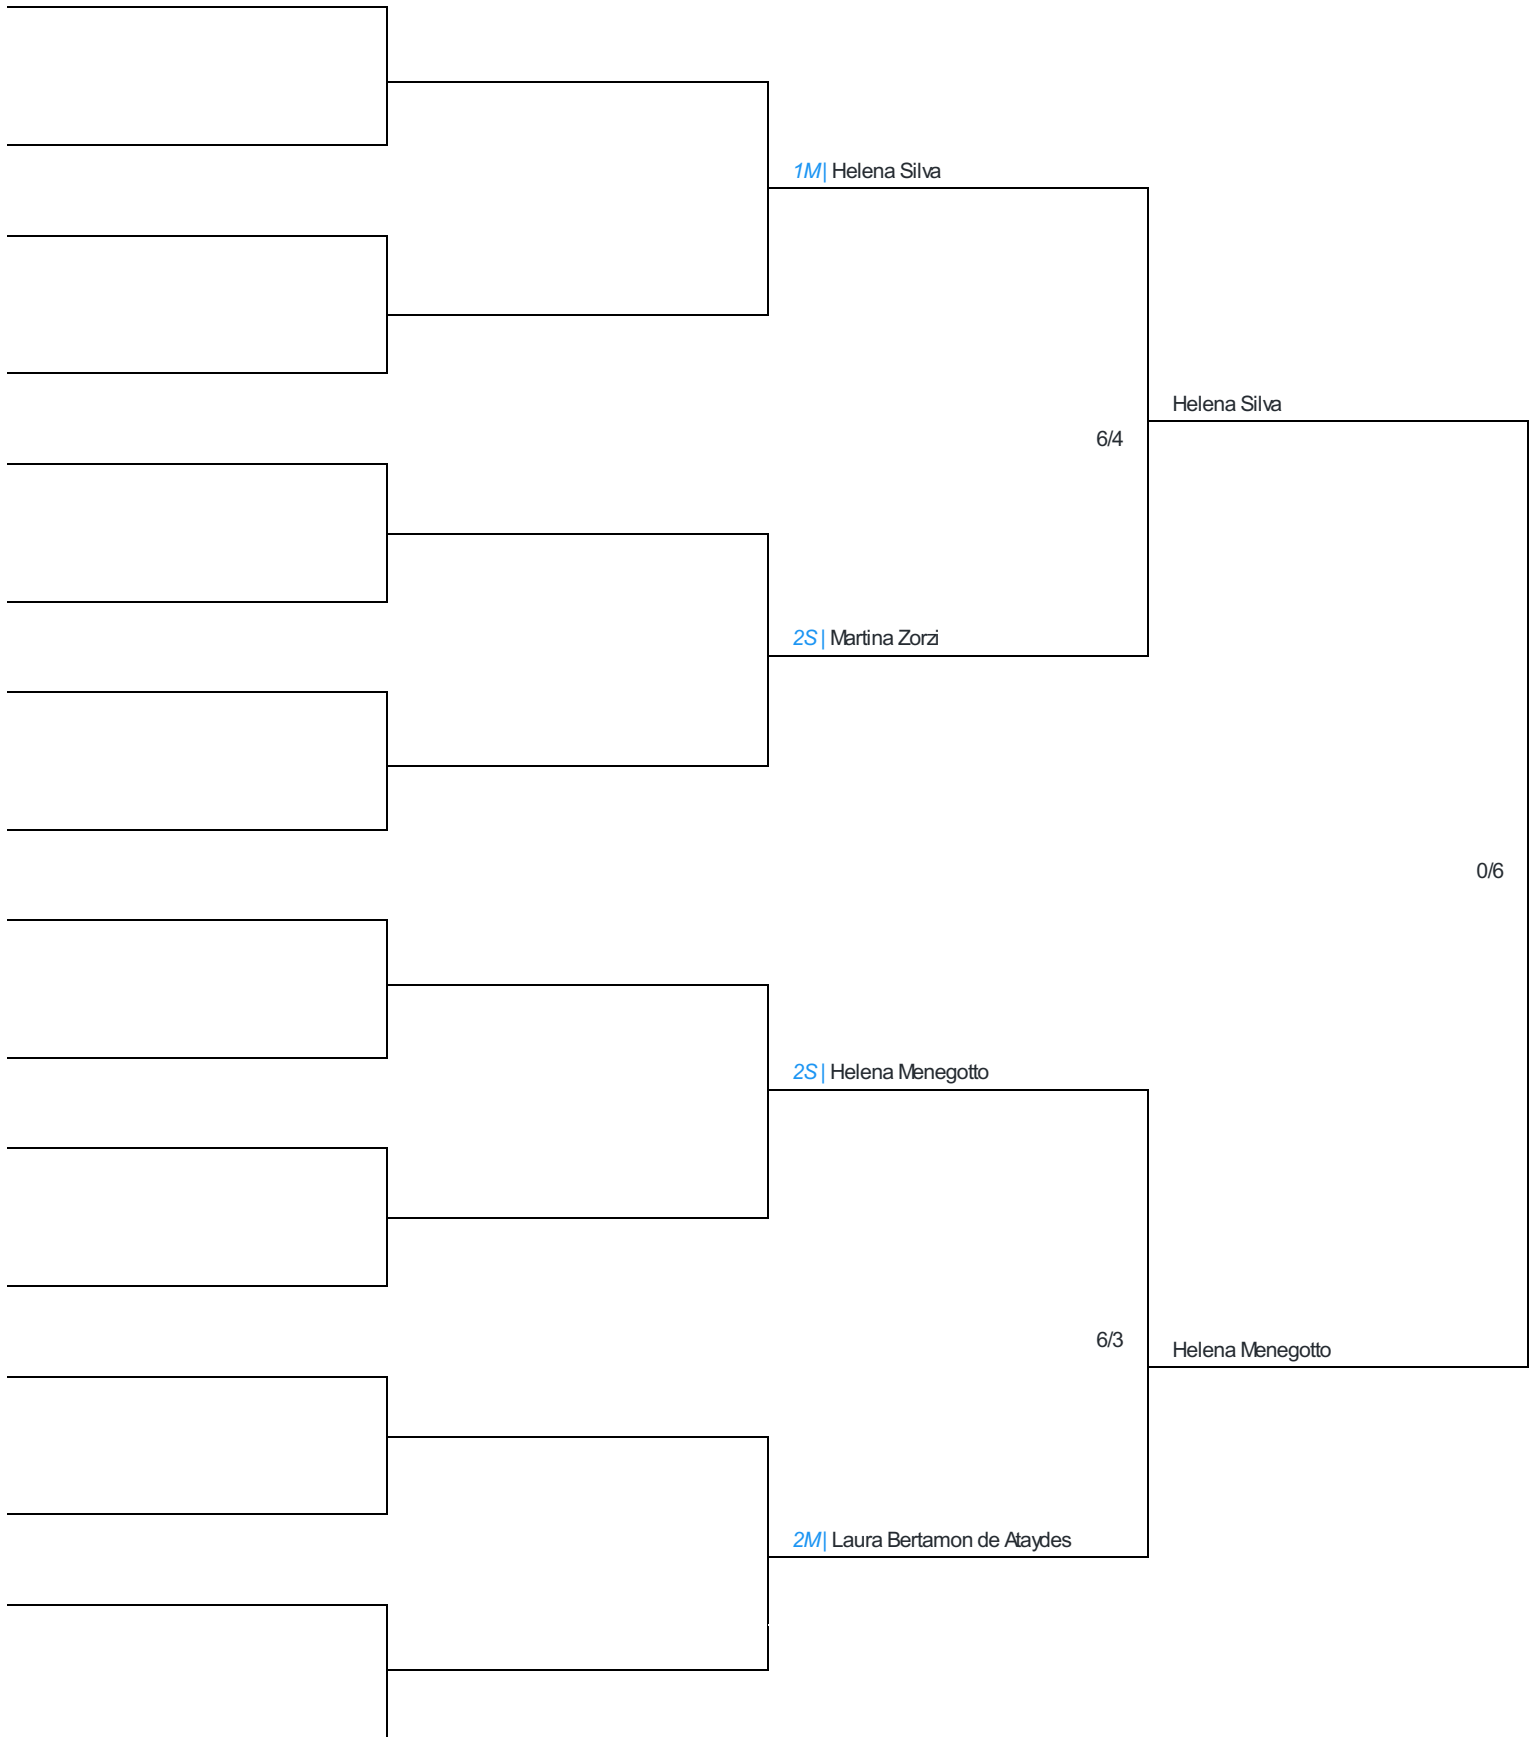 1M| Helena Silva
Helena Silva
6/4
2S| Martina Zorzi
0/6
2S| Helena Menegotto
6/3
Helena Menegotto
2M| Laura Bertamon de Ataydes